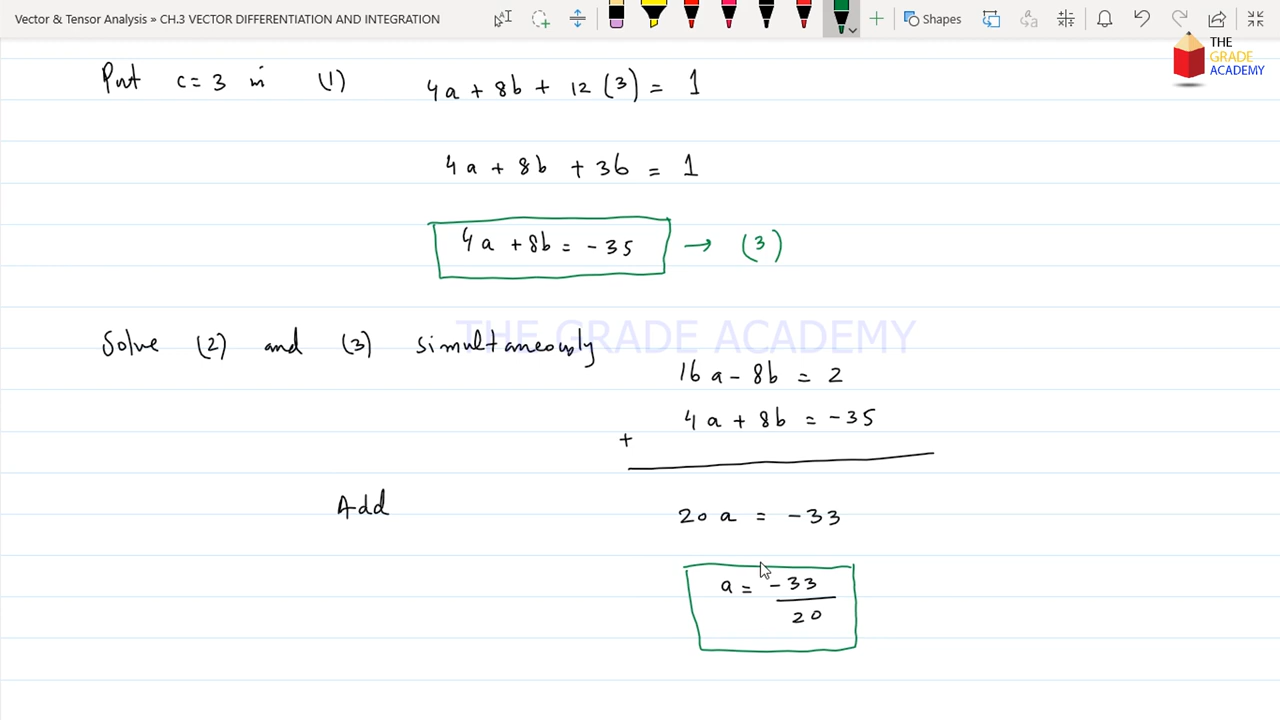 Vector & Tensor Analysis » CH.3 VECTOR DIFFERENTIATION AND INTEGRATION
Shapes
THE
GRADE
ACADEMY
Put c = 3 in (1) 4a + 8b + 12 (3) = 1
4a + 8b + 36 = 1
4a + 8b = -35 → (3)
THE GRADE ACADEMY
Solve (2) and (3) simultaneously
16a - 8b = 2
4a + 8b = -35
+
Add 20a = -33
a = -33
20